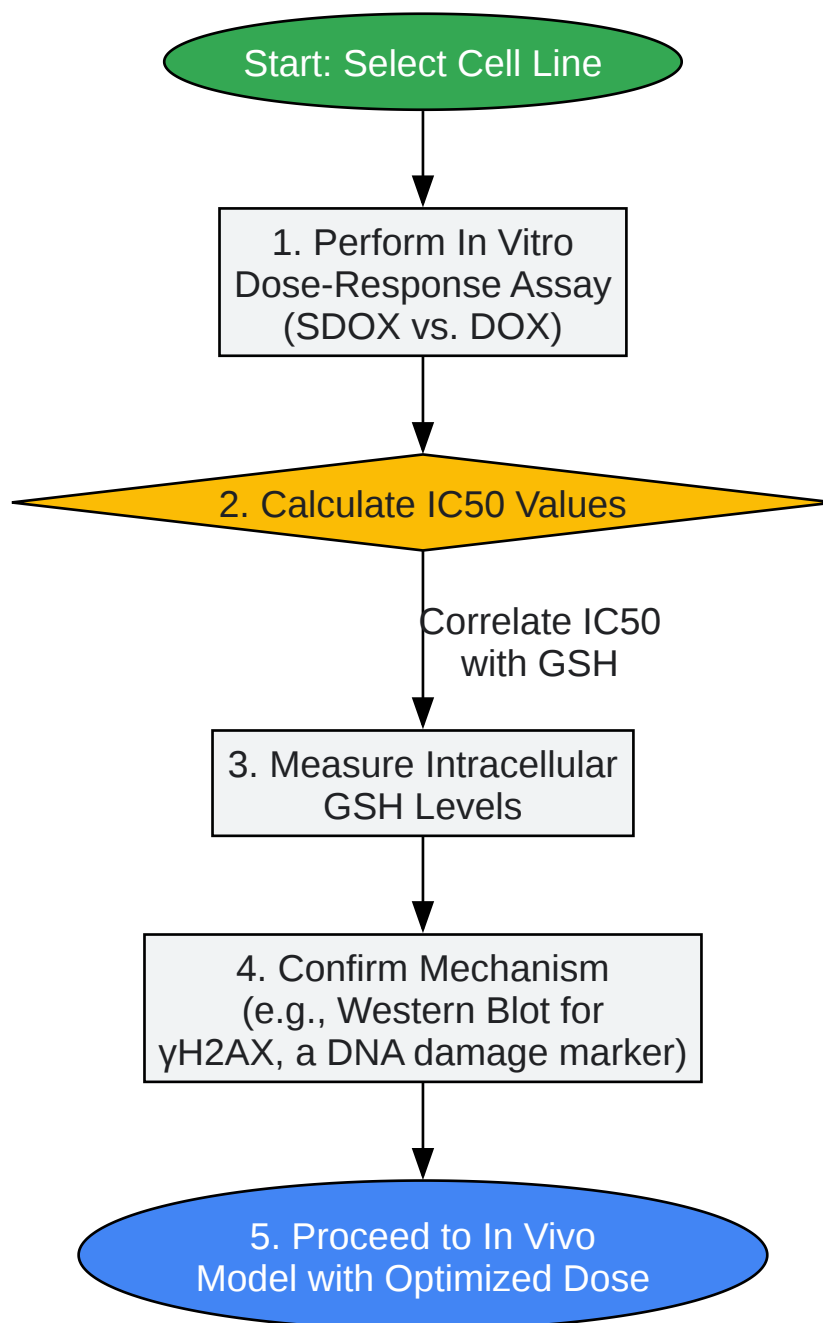 Start: Select Cell Line
1. Perform In Vitro
Dose-Response Assay
(SDOX vs. DOX)
2. Calculate IC50 Values
Correlate IC50
with GSH
3. Measure Intracellular
GSH Levels
4. Confirm Mechanism
(e.g., Western Blot for
γH2AX, a DNA damage marker)
5. Proceed to In Vivo
Model with Optimized Dose